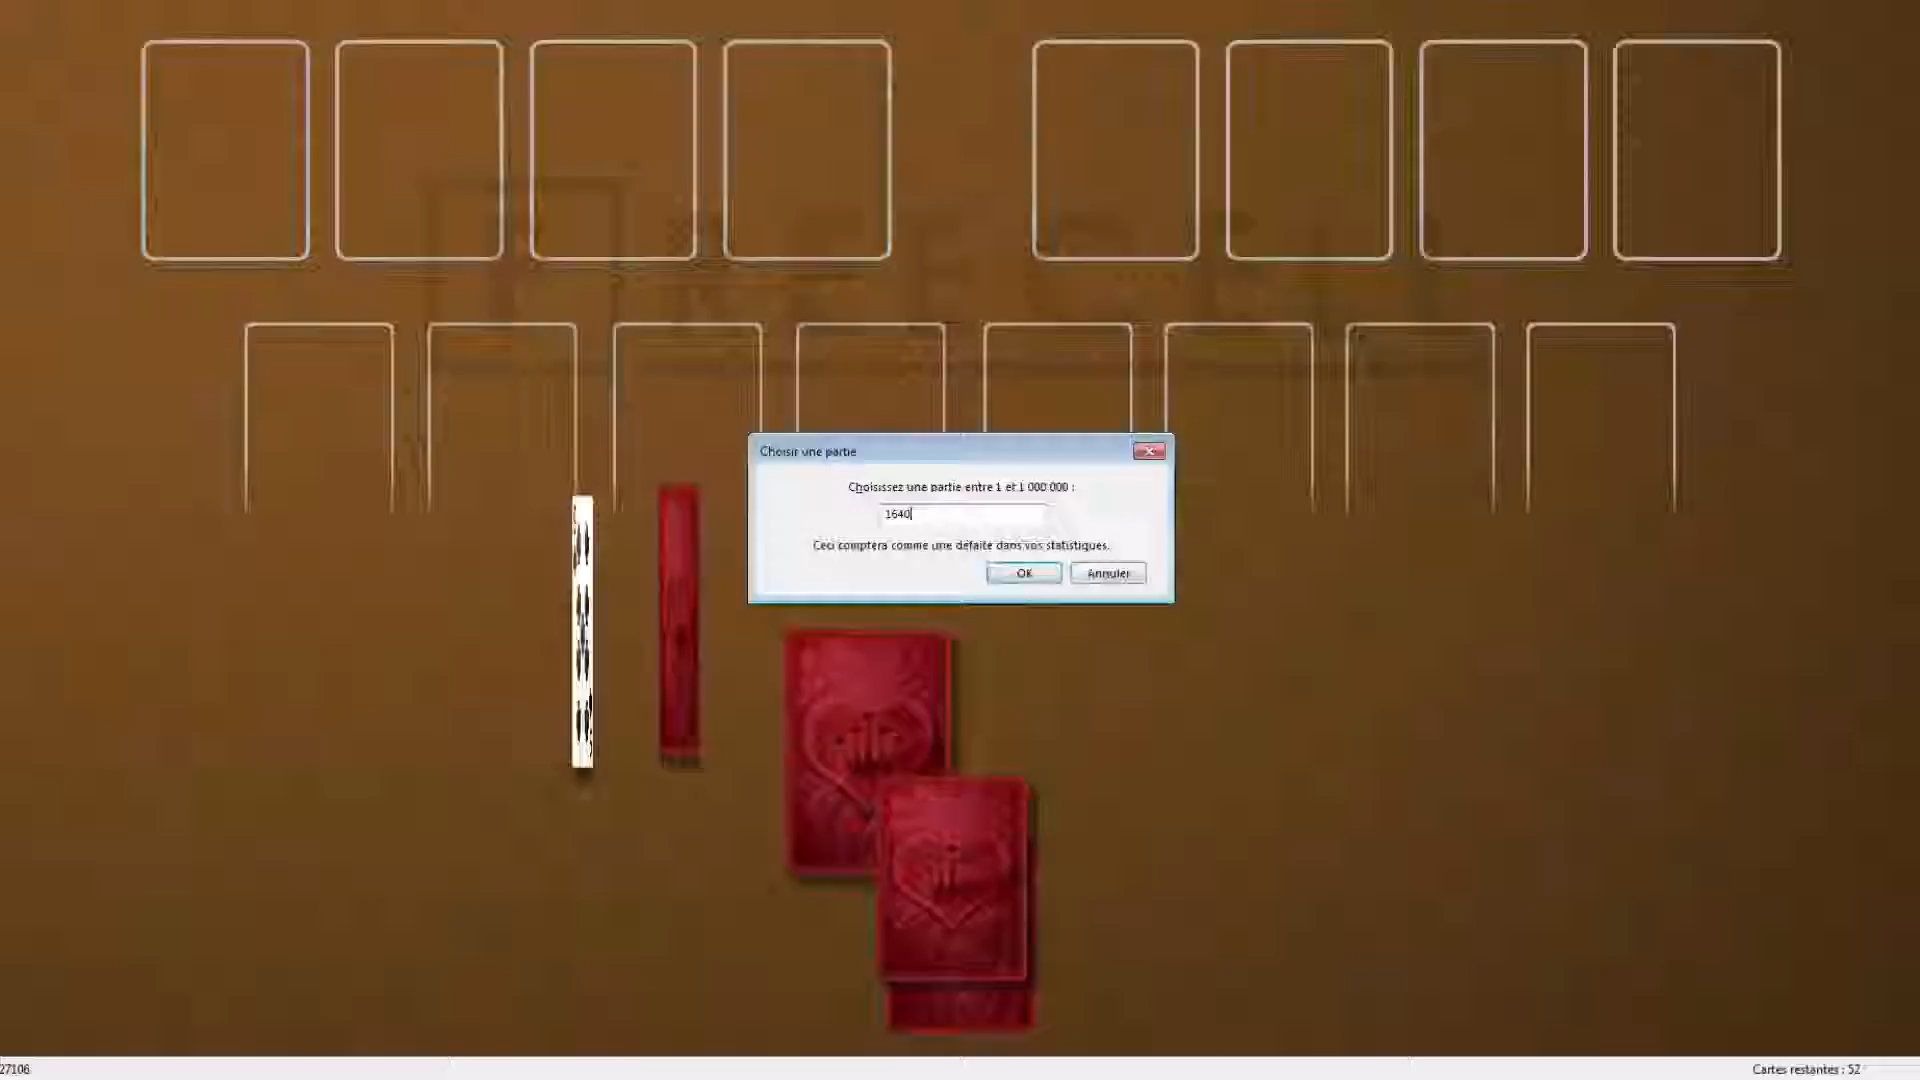 Choisir une partie
Choisissez une partie entre 1 et 1 000 000 :
1640
Ceci comptera comme une défaite dans vos statistiques.
OK
Annuler
27106
Cartes restantes : 52